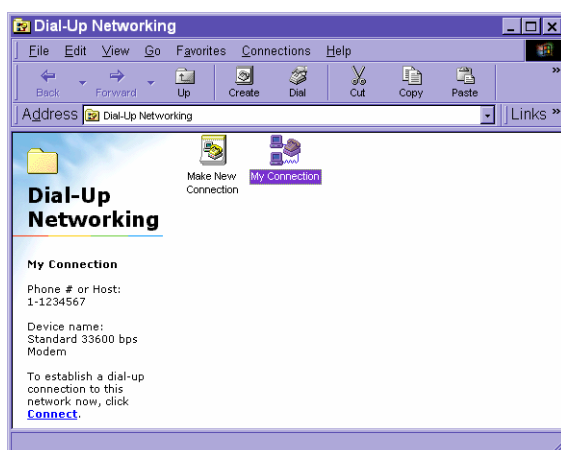 Dial-Up Networking
File Edit View Go Favorites Connections Help
Back Forward Up Create Dial Cut Copy Paste »
Address Dial-Up Networking Links »
Dial-Up
Networking
My Connection
Phone # or Host:
1-1234567
Device name:
Standard 33600 bps
Modem
To establish a dial-up
connection to this
network now, click
Connect.
Make New
Connection
My Connection